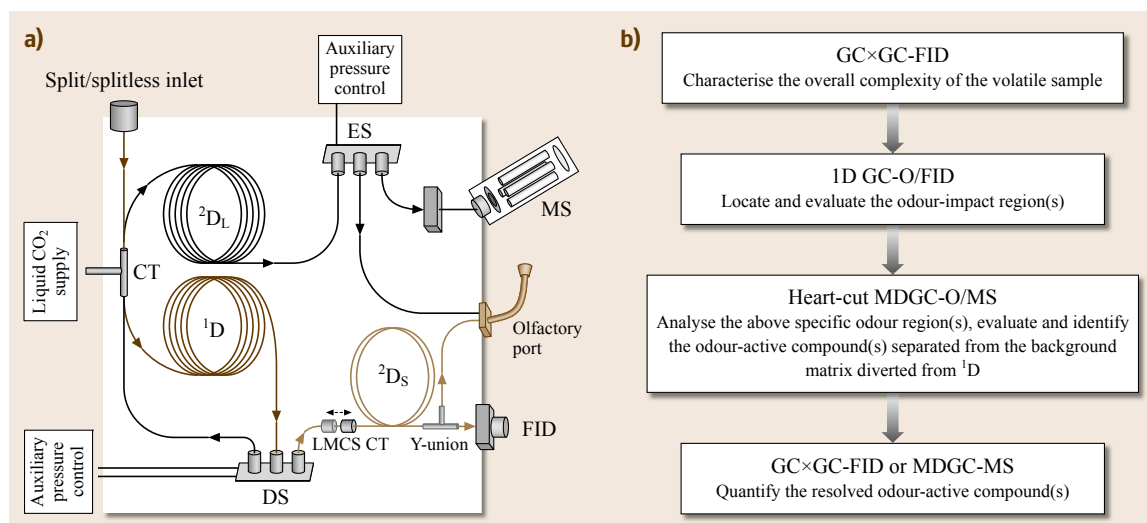 a)
Split/splitless inlet
Auxiliary
pressure
control
ES
²D_L
MS
Liquid CO₂
supply
CT
¹D
Olfactory
port
²D_S
LMCS CT
Y-union
FID
Auxiliary
pressure
control
DS
b)
GC×GC-FID
Characterise the overall complexity of the volatile sample
1D GC-O/FID
Locate and evaluate the odour-impact region(s)
Heart-cut MDGC-O/MS
Analyse the above specific odour region(s), evaluate and identify
the odour-active compound(s) separated from the background
matrix diverted from ¹D
GC×GC-FID or MDGC-MS
Quantify the resolved odour-active compound(s)